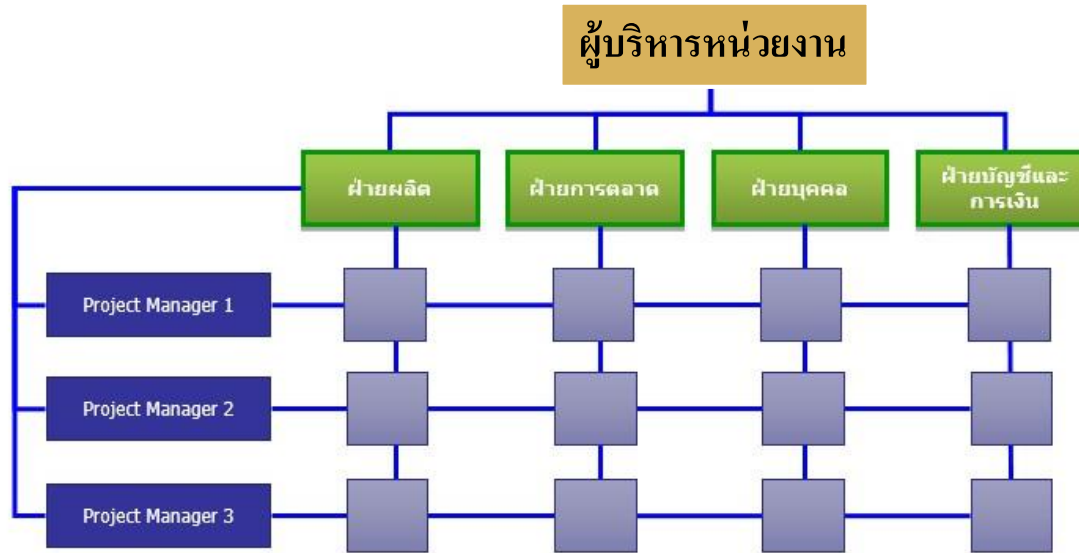 ผู้บริหารหน่วยงาน
ฝ่ายผลิต
ฝ่ายการตลาด
ฝ่ายบุคคล
ฝ่ายบัญชีและ
การเงิน
Project Manager 1
Project Manager 2
Project Manager 3